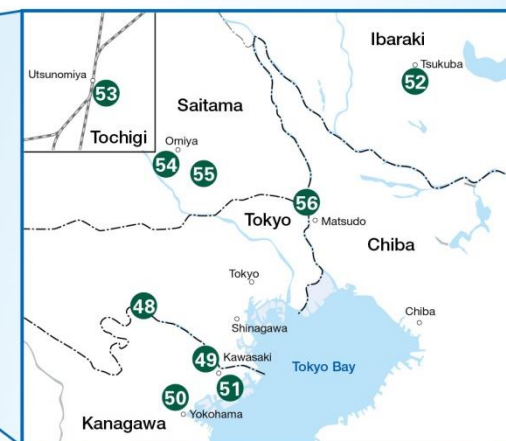 Ibaraki
Tsukuba
52
Utsunomiya
53
Tochigi
Saitama
Omiya
54
55
56
Matsudo
Tokyo
Chiba
Tokyo
48
Chiba
Shinagawa
49
Kawasaki
Tokyo Bay
51
50
Yokohama
Kanagawa